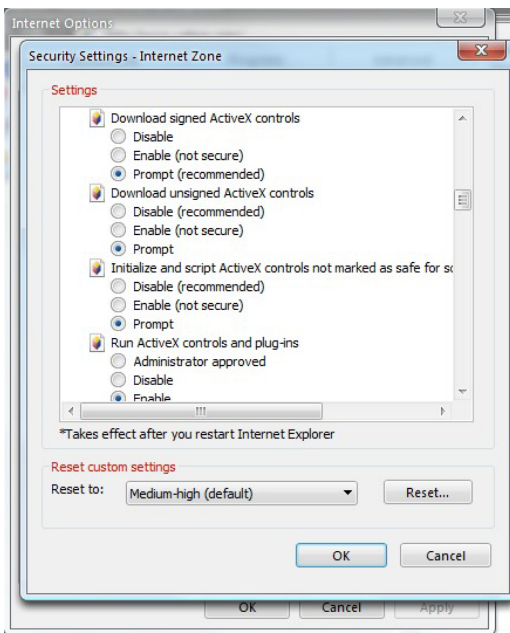 Internet Options
Security Settings - Internet Zone
Settings
Download signed ActiveX controls
Disable
Enable (not secure)
Prompt (recommended)
Download unsigned ActiveX controls
Disable (recommended)
Enable (not secure)
Prompt
Initialize and script ActiveX controls not marked as safe for sc
Disable (recommended)
Enable (not secure)
Prompt
Run ActiveX controls and plug-ins
Administrator approved
Disable
Enable
*Takes effect after you restart Internet Explorer
Reset custom settings
Reset to: Medium-high (default) Reset...
OK Cancel
OK Cancel Apply